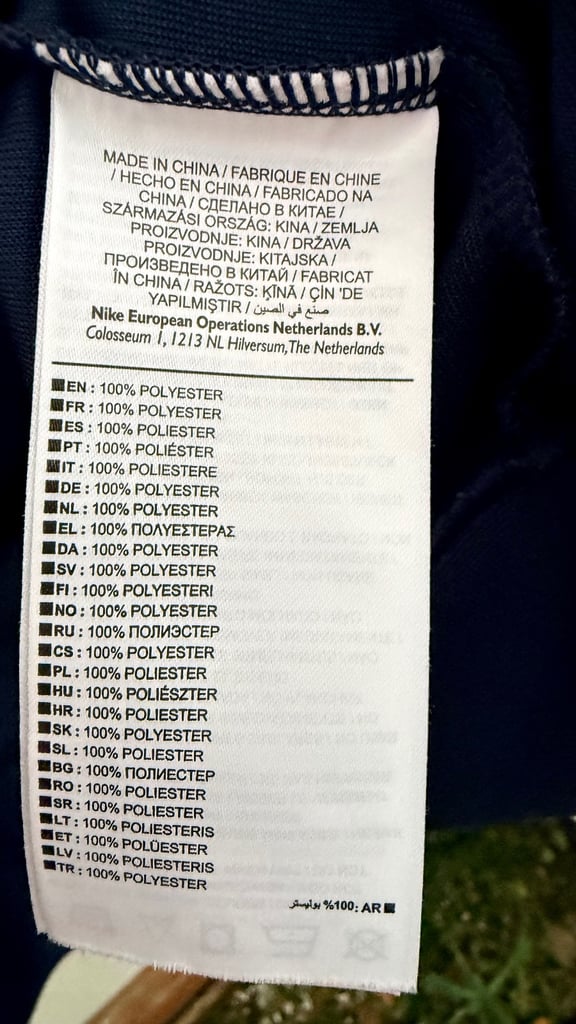 MADE IN CHINA / FABRIQUE EN CHINE
/ HECHO EN CHINA / FABRICADO NA
CHINA / СДЕЛАНО В КИТАЕ /
SZÁRMAZÁSI ORSZÁG: KINA / ZEMLJA
PROIZVODNJE: KINA / DRŽAVA
PROIZVODNJE: KITAJSKA /
ПРОИЗВЕДЕНО В КИТАЙ / FABRICAT
ÎN CHINA / RAŽOTS: ĶĪNĀ / ÇİN 'DE
YAPILMIŞTIR / صنع في الصين
Nike European Operations Netherlands B.V.
Colosseum 1, 1213 NL Hilversum,The Netherlands
EN : 100% POLYESTER
FR : 100% POLYESTER
ES : 100% POLIESTER
PT : 100% POLIÉSTER
IT : 100% POLIESTERE
DE : 100% POLYESTER
NL : 100% POLYESTER
EL : 100% ΠΟΛΥΕΣΤΕΡΑΣ
DA : 100% POLYESTER
SV : 100% POLYESTER
FI : 100% POLYESTERI
NO : 100% POLYESTER
RU : 100% ПОЛИЭСТЕР
CS : 100% POLYESTER
PL : 100% POLIESTER
HU : 100% POLIÉSZTER
HR : 100% POLIESTER
SK : 100% POLYESTER
SL : 100% POLIESTER
BG : 100% ПОЛИЕСТЕР
RO : 100% POLIESTER
SR : 100% POLIESTER
LT : 100% POLIESTERIS
ET : 100% POLÜESTER
LV : 100% POLIESTERIS
TR : 100% POLYESTER
AR :100% بوليستر